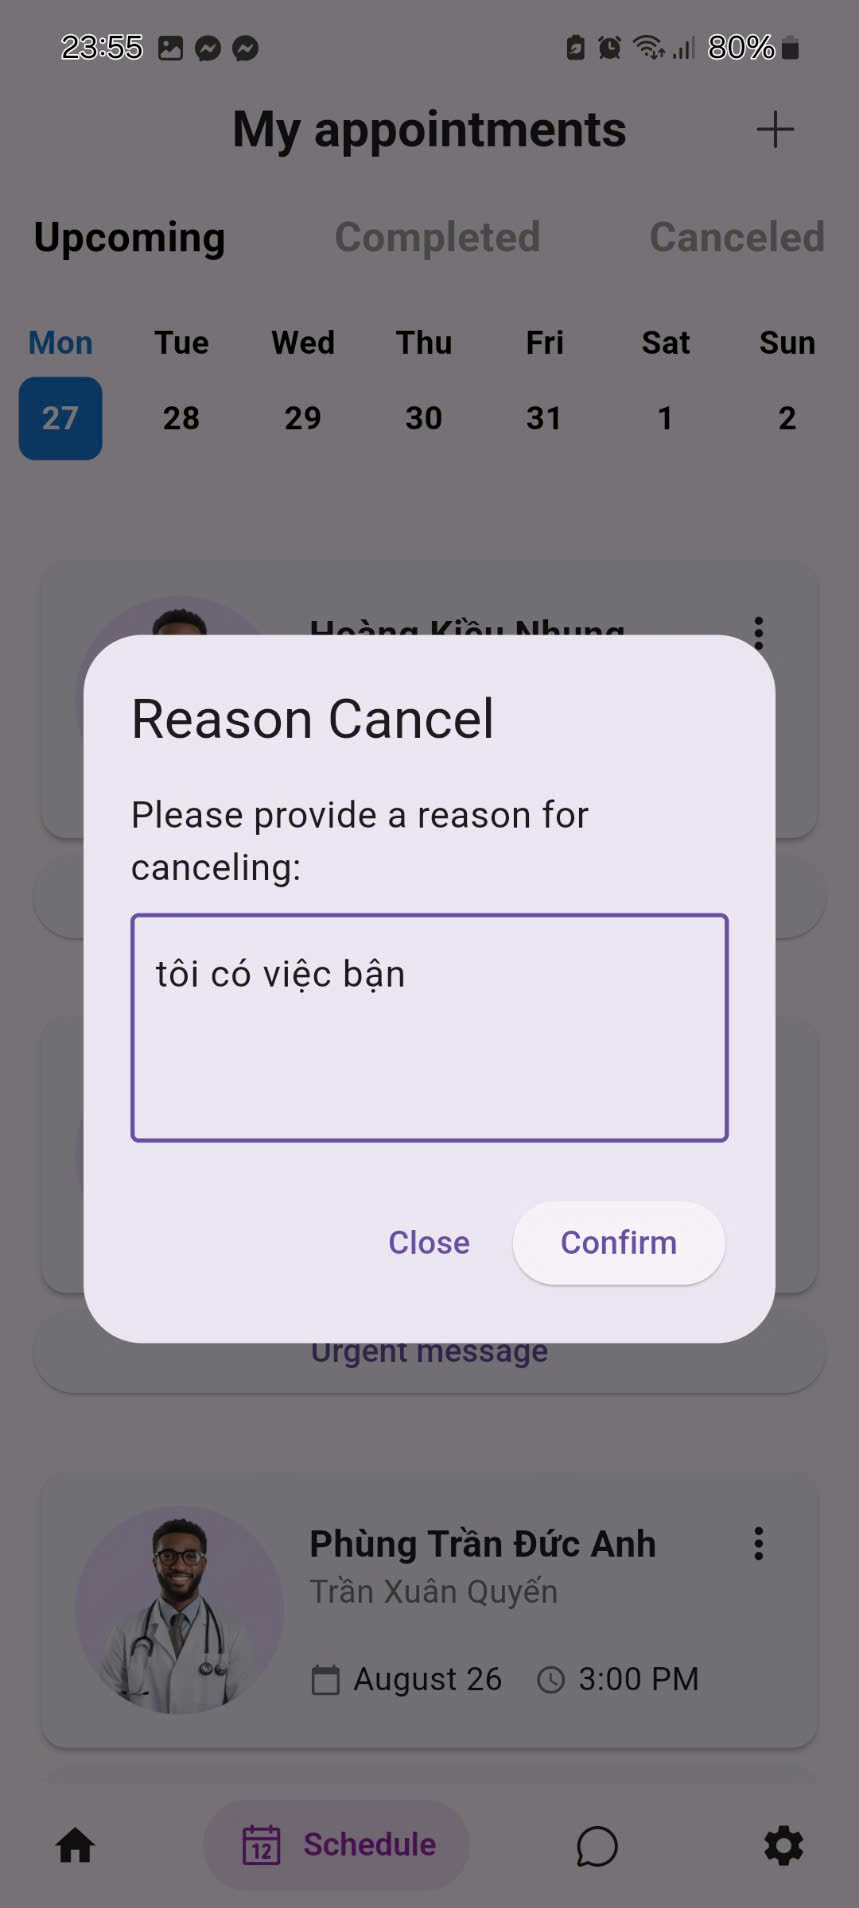 23:55 80%
My appointments
Upcoming Completed Canceled
Mon Tue Wed Thu Fri Sat Sun
27 28 29 30 31 1 2
Hoàng Kiều Nhung
Reason Cancel
Please provide a reason for
canceling:
tôi có việc bận
Close Confirm
Urgent message
Phùng Trần Đức Anh
Trần Xuân Quyến
August 26 3:00 PM
12 Schedule